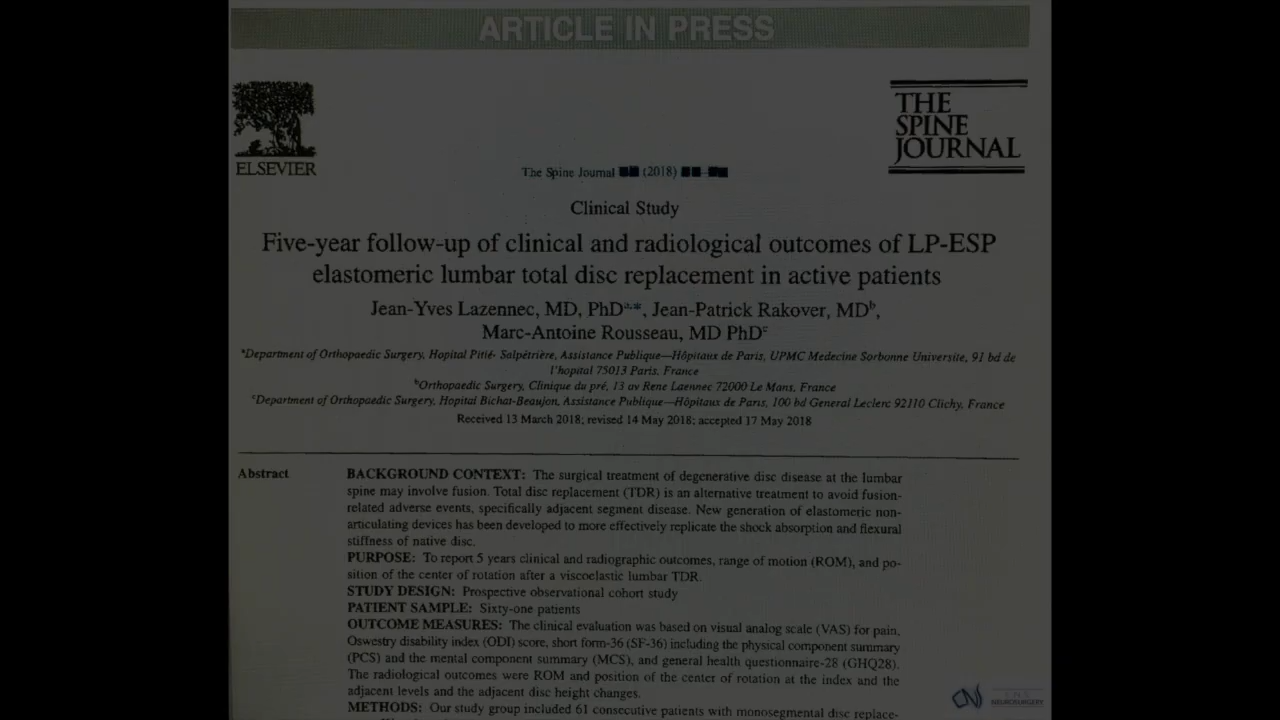 ARTICLE IN PRESS
ELSEVIER
THE
SPINE
JOURNAL
The Spine Journal ■■ (2018) ■■–■■
Clinical Study
Five-year follow-up of clinical and radiological outcomes of LP-ESP
elastomeric lumbar total disc replacement in active patients
Jean-Yves Lazennec, MD, PhDa,*, Jean-Patrick Rakover, MDb,
Marc-Antoine Rousseau, MD PhDc
aDepartment of Orthopaedic Surgery, Hopital Pitié- Salpétrière, Assistance Publique—Hôpitaux de Paris, UPMC Medecine Sorbonne Universite, 91 bd de
l'hopital 75013 Paris, France
bOrthopaedic Surgery, Clinique du pré, 13 av Rene Laennec 72000 Le Mans, France
cDepartment of Orthopaedic Surgery, Hopital Bichat-Beaujon, Assistance Publique—Hôpitaux de Paris, 100 bd General Leclerc 92110 Clichy, France
Received 13 March 2018; revised 14 May 2018; accepted 17 May 2018
Abstract
BACKGROUND CONTEXT: The surgical treatment of degenerative disc disease at the lumbar
spine may involve fusion. Total disc replacement (TDR) is an alternative treatment to avoid fusion-
related adverse events, specifically adjacent segment disease. New generation of elastomeric non-
articulating devices has been developed to more effectively replicate the shock absorption and flexural
stiffness of native disc.
PURPOSE: To report 5 years clinical and radiographic outcomes, range of motion (ROM), and po-
sition of the center of rotation after a viscoelastic lumbar TDR.
STUDY DESIGN: Prospective observational cohort study
PATIENT SAMPLE: Sixty-one patients
OUTCOME MEASURES: The clinical evaluation was based on visual analog scale (VAS) for pain,
Oswestry disability index (ODI) score, short form-36 (SF-36) including the physical component summary
(PCS) and the mental component summary (MCS), and general health questionnaire-28 (GHQ28).
The radiological outcomes were ROM and position of the center of rotation at the index and the
adjacent levels and the adjacent disc height changes.
METHODS: Our study group included 61 consecutive patients with monosegmental disc replace-
NEUROSURGERY